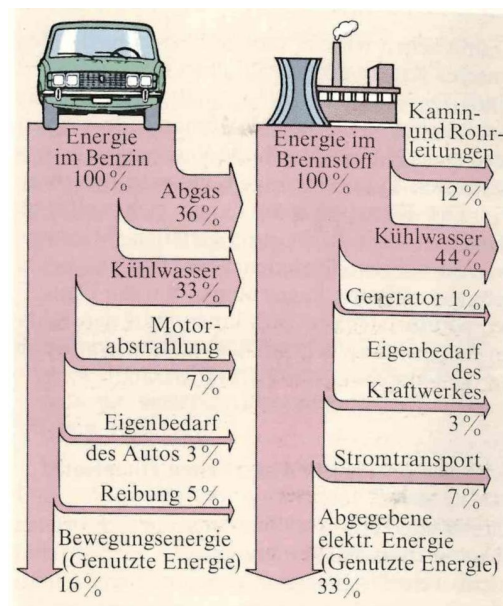 Energie
im Benzin
100 %
Abgas
36 %
Kühlwasser
33 %
Motor-
abstrahlung
7 %
Eigenbedarf
des Autos 3 %
Reibung 5 %
Bewegungsenergie
(Genutzte Energie)
16 %
Energie im
Brennstoff
100 %
Kamin-
und Rohr-
leitungen
12 %
Kühlwasser
44 %
Generator 1 %
Eigenbedarf
des
Kraftwerkes
3 %
Stromtransport
7 %
Abgegebene
elektr. Energie
(Genutzte Energie)
33 %